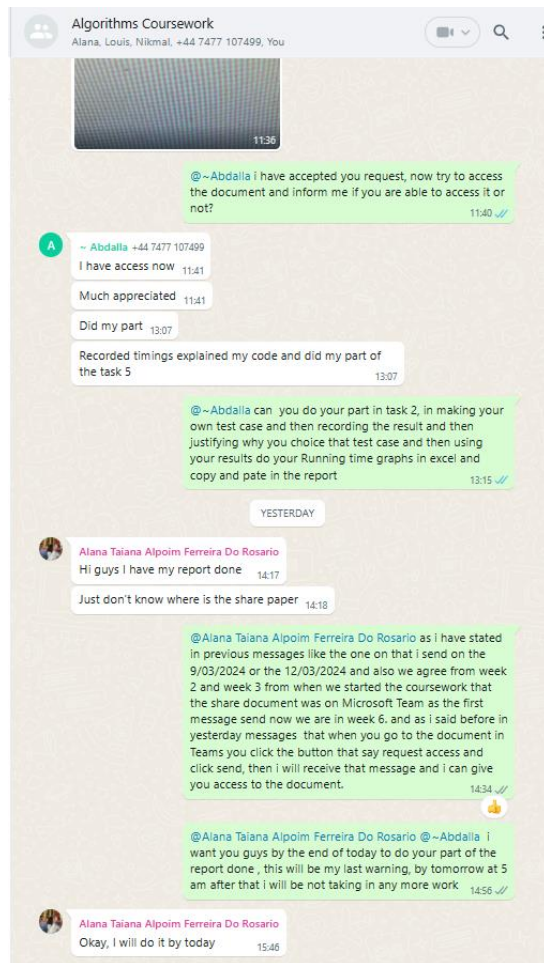 Algorithms Coursework
Alana, Louis, Nikmal, +44 7477 107499, You
11:36
@~Abdalla i have accepted you request, now try to access
the document and inform me if you are able to access it or
not?
11:40
A
~ Abdalla +44 7477 107499
I have access now 11:41
Much appreciated 11:41
Did my part 13:07
Recorded timings explained my code and did my part of
the task 5
13:07
@~Abdalla can you do your part in task 2, in making your
own test case and then recording the result and then
justifying why you choice that test case and then using
your results do your Running time graphs in excel and
copy and pate in the report
13:15
YESTERDAY
Alana Taiana Alpoim Ferreira Do Rosario
Hi guys I have my report done 14:17
Just don't know where is the share paper 14:18
@Alana Taiana Alpoim Ferreira Do Rosario as i have stated
in previous messages like the one on that i send on the
9/03/2024 or the 12/03/2024 and also we agree from week
2 and week 3 from when we started the coursework that
the share document was on Microsoft Team as the first
message send now we are in week 6. and as i said before in
yesterday messages that when you go to the document in
Teams you click the button that say request access and
click send, then i will receive that message and i can give
you access to the document.
14:34
@Alana Taiana Alpoim Ferreira Do Rosario @~Abdalla i
want you guys by the end of today to do your part of the
report done , this will be my last warning, by tomorrow at 5
am after that i will be not taking in any more work 14:56
Alana Taiana Alpoim Ferreira Do Rosario
Okay, I will do it by today 15:46